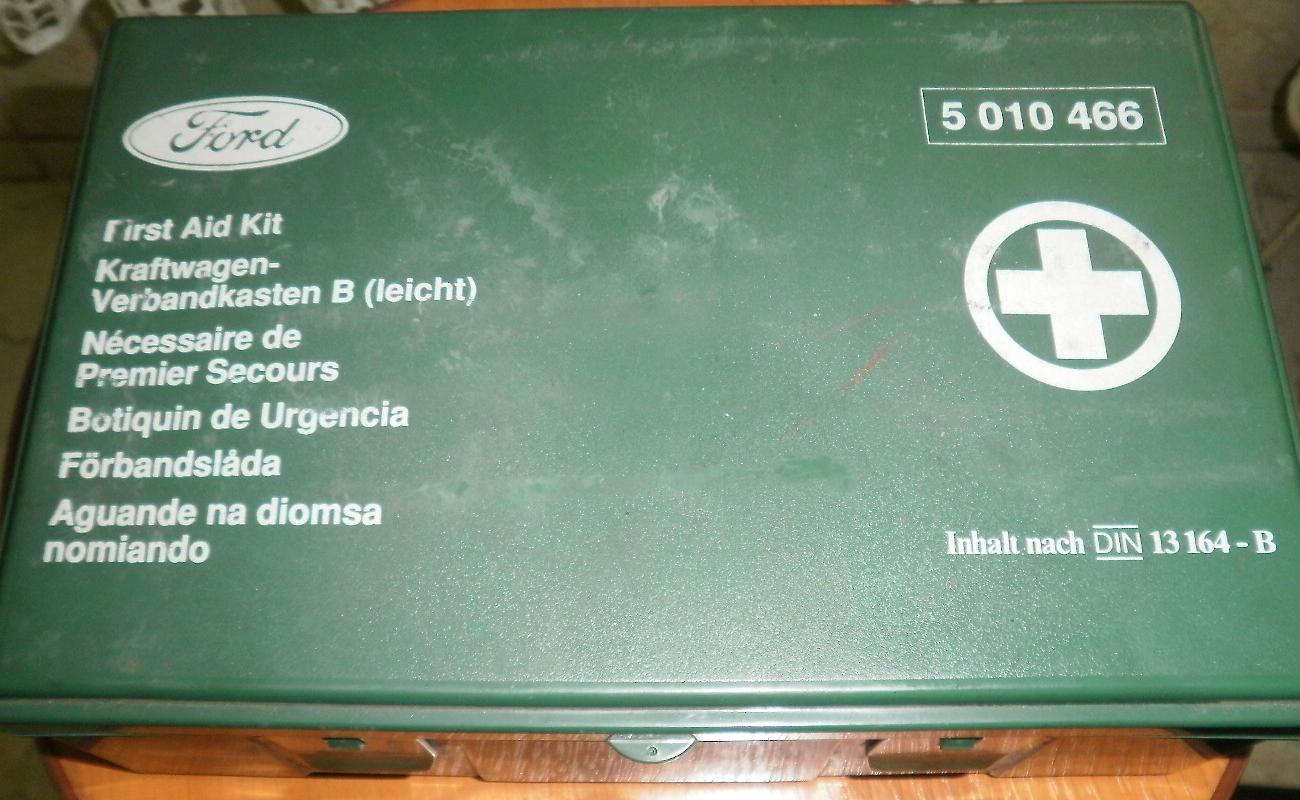 Ford
5 010 466
First Aid Kit
Kraftwagen-
Verbandkasten B (leicht)
Nécessaire de
Premier Secours
Botiquin de Urgencia
Förbandslåda
Aguande na diomsa
nomiando
Inhalt nach DIN 13 164 - B